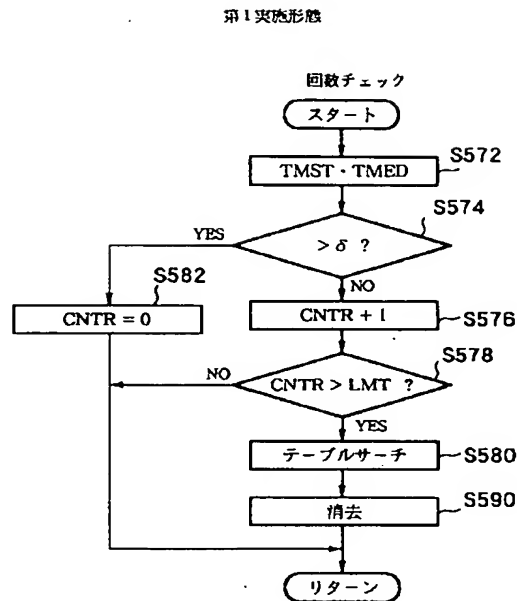 第1実施形態
回数チェック
スタート
S572
TMST・TMED
S574
YES
> δ ?
S582
NO
CNTR = 0
CNTR + 1
S576
S578
NO
CNTR > LMT ?
YES
テーブルサーチ
S580
消去
S590
リターン